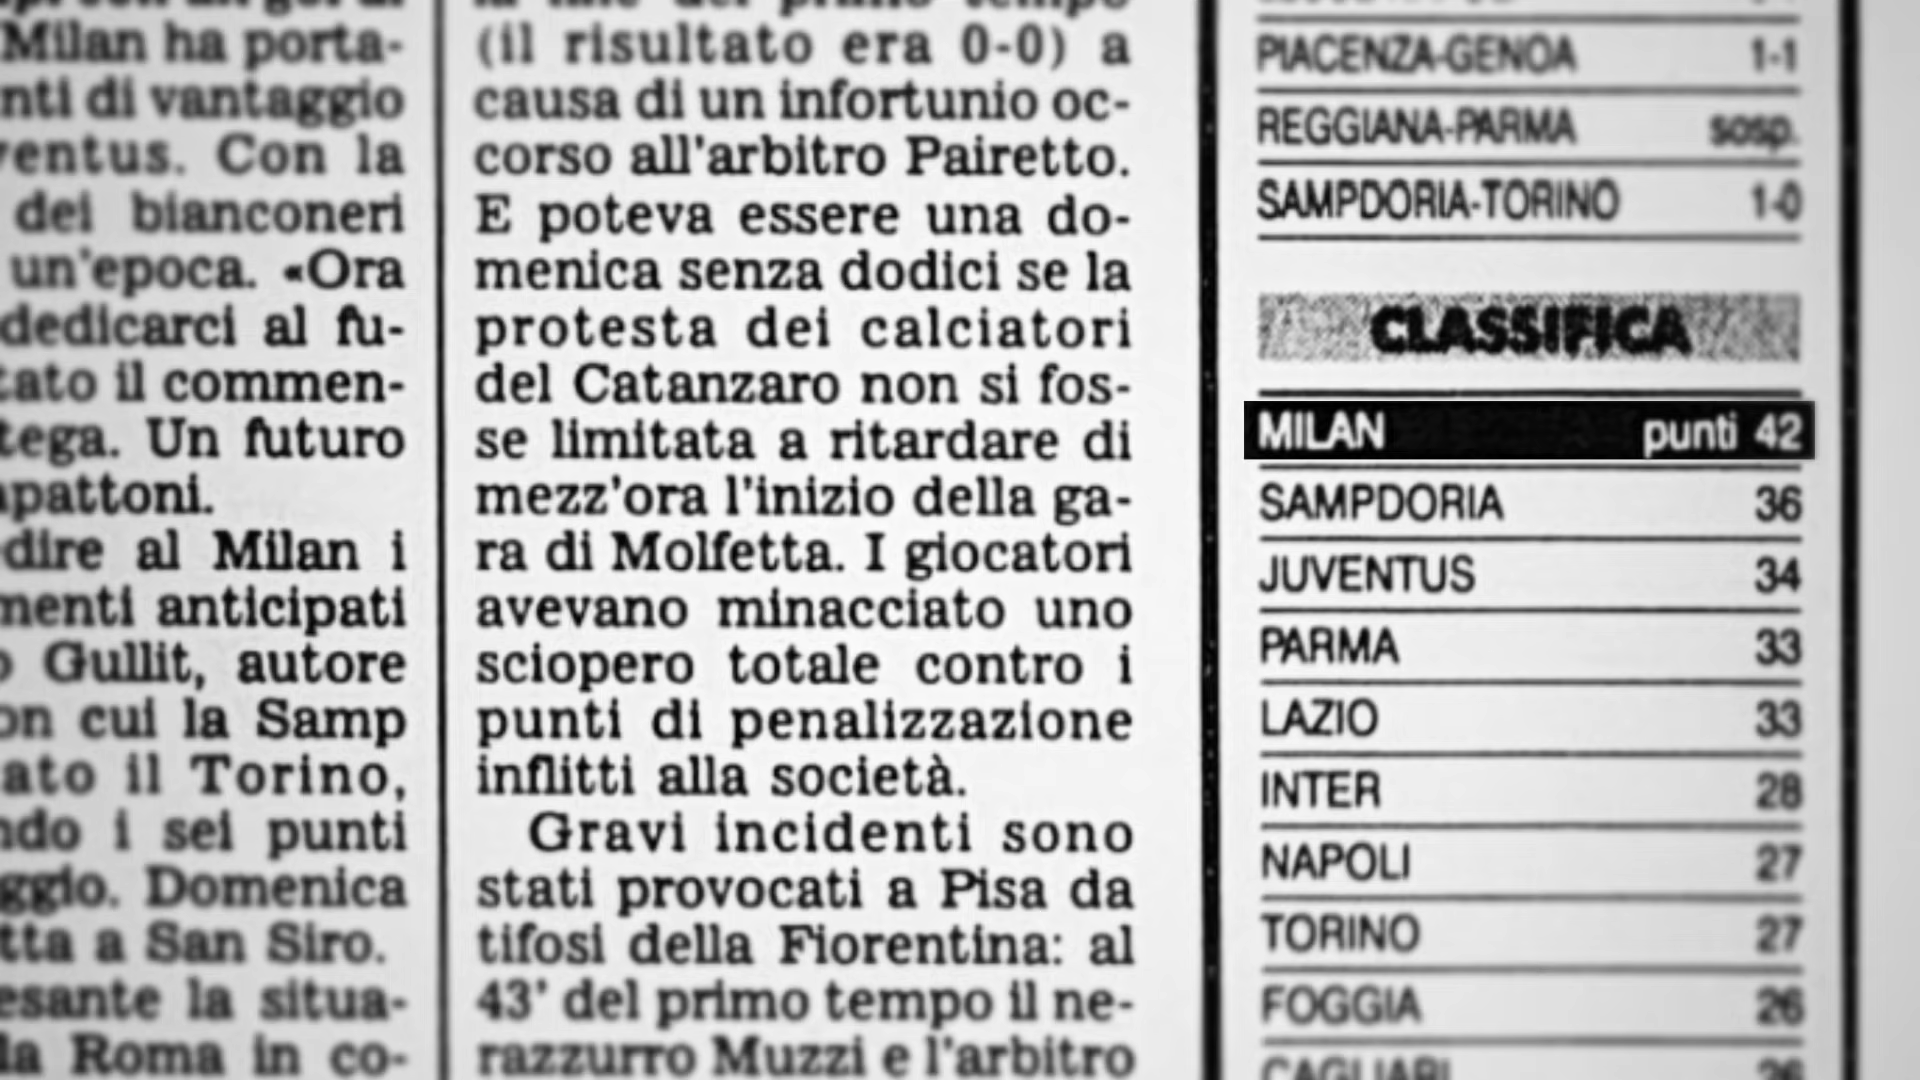 Milan ha porta-
nti di vantaggio
ventus. Con la
dei bianconeri
un'epoca. «Ora
dedicarci al fu-
tato il commen-
tega. Un futuro
apattoni.
dire al Milan i
menti anticipati
o Gullit, autore
on cui la Samp
ato il Torino,
ndo i sei punti
ggio. Domenica
tta a San Siro.
esante la situa-
la Roma in co-
la fine del primo tempo
(il risultato era 0-0) a
causa di un infortunio oc-
corso all'arbitro Pairetto.
E poteva essere una do-
menica senza dodici se la
protesta dei calciatori
del Catanzaro non si fos-
se limitata a ritardare di
mezz'ora l'inizio della ga-
ra di Molfetta. I giocatori
avevano minacciato uno
sciopero totale contro i
punti di penalizzazione
inflitti alla società.
Gravi incidenti sono
stati provocati a Pisa da
tifosi della Fiorentina: al
43' del primo tempo il ne-
razzurro Muzzi e l'arbitro
PIACENZA-GENOA 1-1
REGGIANA-PARMA sosp.
SAMPDORIA-TORINO 1-0
CLASSIFICA
MILAN punti 42
SAMPDORIA 36
JUVENTUS 34
PARMA 33
LAZIO 33
INTER 28
NAPOLI 27
TORINO 27
FOGGIA 26
CAGLIARI 26